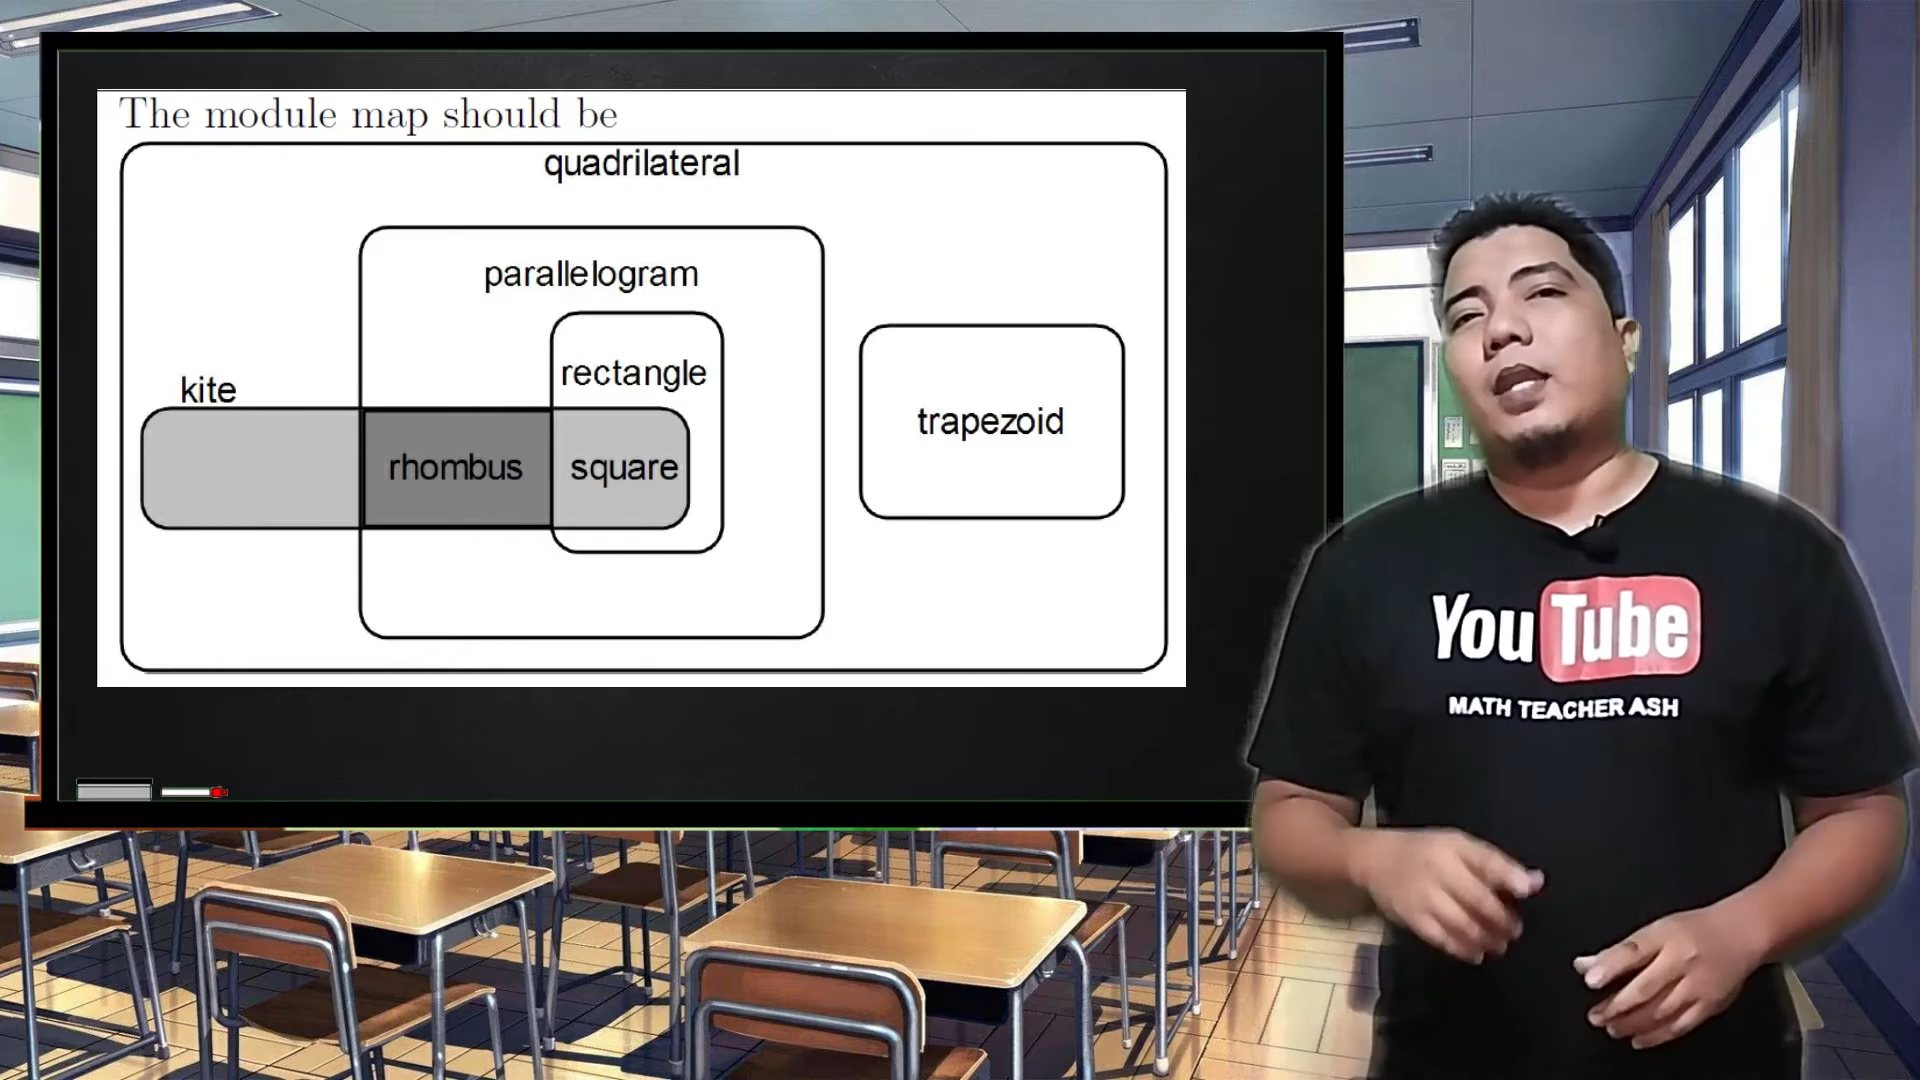 The module map should be
quadrilateral
parallelogram
rectangle
kite
rhombus
square
trapezoid
YouTube
MATH TEACHER ASH